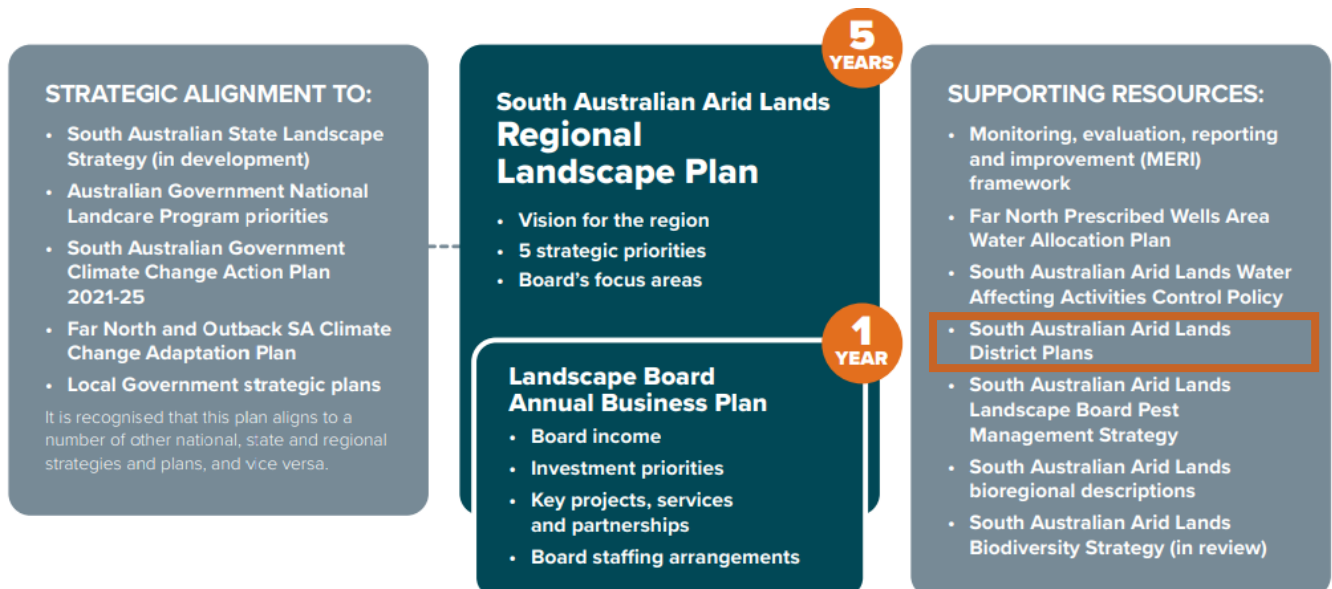 STRATEGIC ALIGNMENT TO:
• South Australian State Landscape
Strategy (in development)
• Australian Government National
Landcare Program priorities
• South Australian Government
Climate Change Action Plan
2021-25
• Far North and Outback SA Climate
Change Adaptation Plan
• Local Government strategic plans
It is recognised that this plan aligns to a
number of other national, state and regional
strategies and plans, and vice versa.
5
YEARS
South Australian Arid Lands
Regional
Landscape Plan
• Vision for the region
• 5 strategic priorities
• Board's focus areas
1
YEAR
Landscape Board
Annual Business Plan
• Board income
• Investment priorities
• Key projects, services
and partnerships
• Board staffing arrangements
SUPPORTING RESOURCES:
• Monitoring, evaluation, reporting
and improvement (MERI)
framework
• Far North Prescribed Wells Area
Water Allocation Plan
• South Australian Arid Lands Water
Affecting Activities Control Policy
• South Australian Arid Lands
District Plans
• South Australian Arid Lands
Landscape Board Pest
Management Strategy
• South Australian Arid Lands
bioregional descriptions
• South Australian Arid Lands
Biodiversity Strategy (in review)